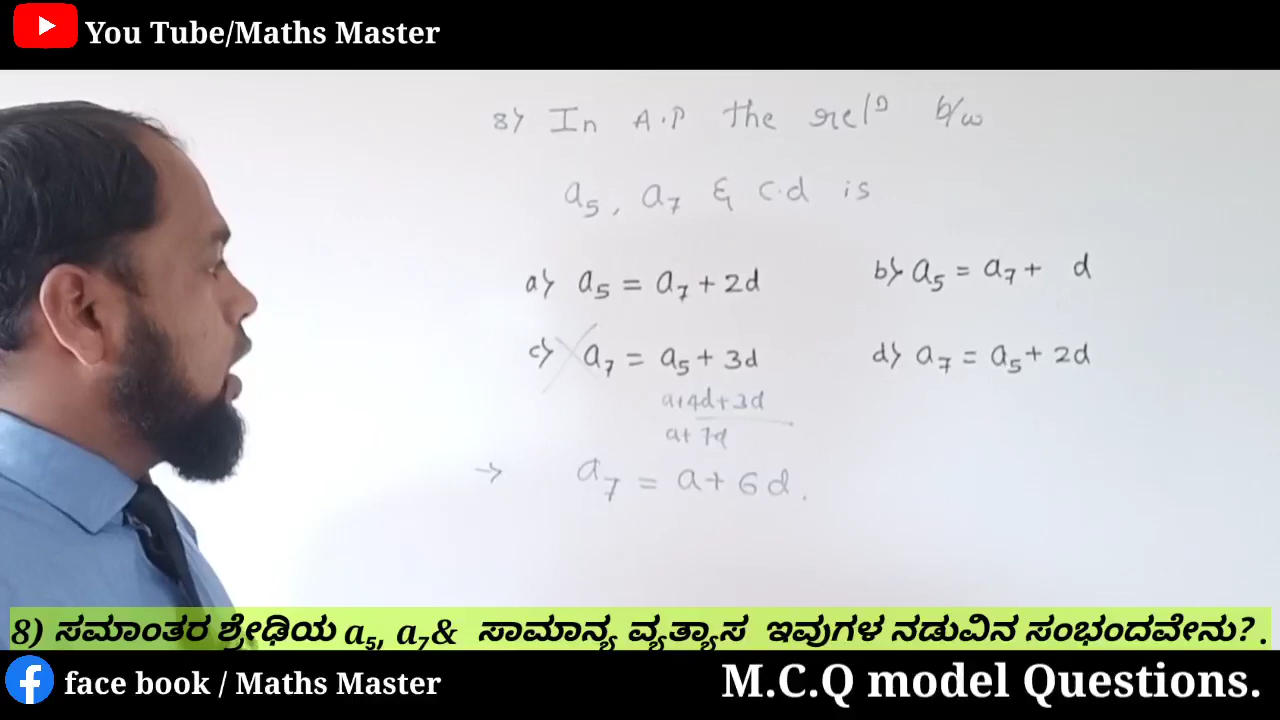 You Tube/Maths Master
8) In A.P the relⁿ b/w
a₅, a₇ & c.d is
a) a₅ = a₇ + 2d
b) a₅ = a₇ + d
c) a₇ = a₅ + 3d
d) a₇ = a₅ + 2d
a+4d+3d
a+7d
→ a₇ = a+6d.
8) ಸಮಾಂತರ ಶ್ರೇಢಿಯ a₅, a₇& ಸಾಮಾನ್ಯ ವ್ಯತ್ಯಾಸ ಇವುಗಳ ನಡುವಿನ ಸಂಭಂದವೇನು? .
face book / Maths Master
M.C.Q model Questions.